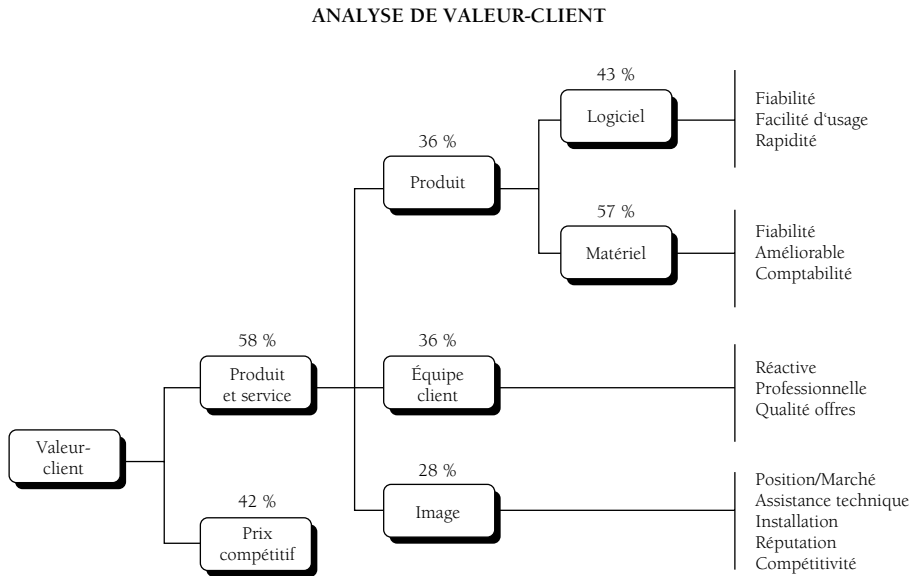 ANALYSE DE VALEUR-CLIENT
43 %
Logiciel
Fiabilité
Facilité d‘usage
Rapidité
36 %
Produit
57 %
Matériel
Fiabilité
Améliorable
Comptabilité
58 %
Produit
et service
36 %
Équipe
client
Réactive
Professionnelle
Qualité offres
Valeur-
client
28 %
Image
Position/Marché
Assistance technique
Installation
Réputation
Compétitivité
42 %
Prix
compétitif